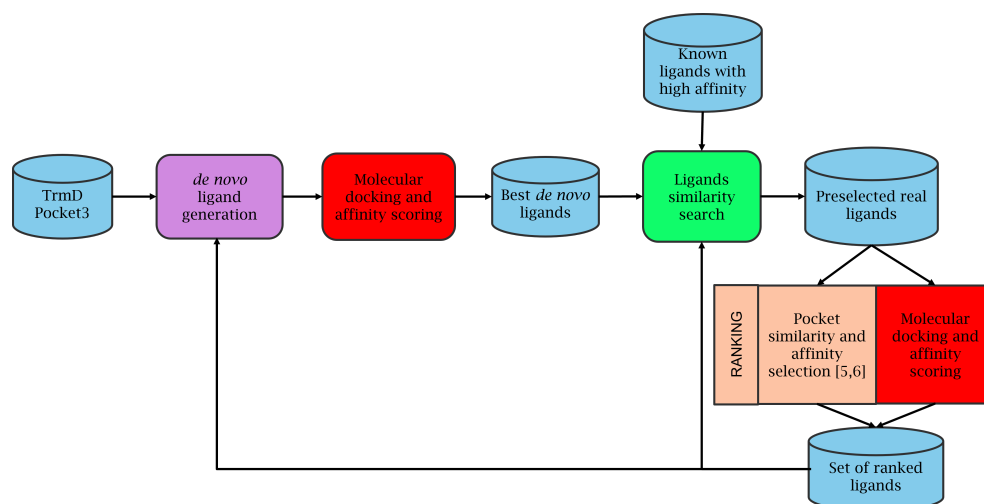 Known
ligands with
high affinity
TrmD
Pocket3
de novo
ligand
generation
Molecular
docking and
affinity scoring
Best de novo
ligands
Ligands
similarity
search
Preselected real
ligands
RANKING
Pocket
similarity and
affinity
selection [5,6]
Molecular
docking and
affinity
scoring
Set of ranked
ligands